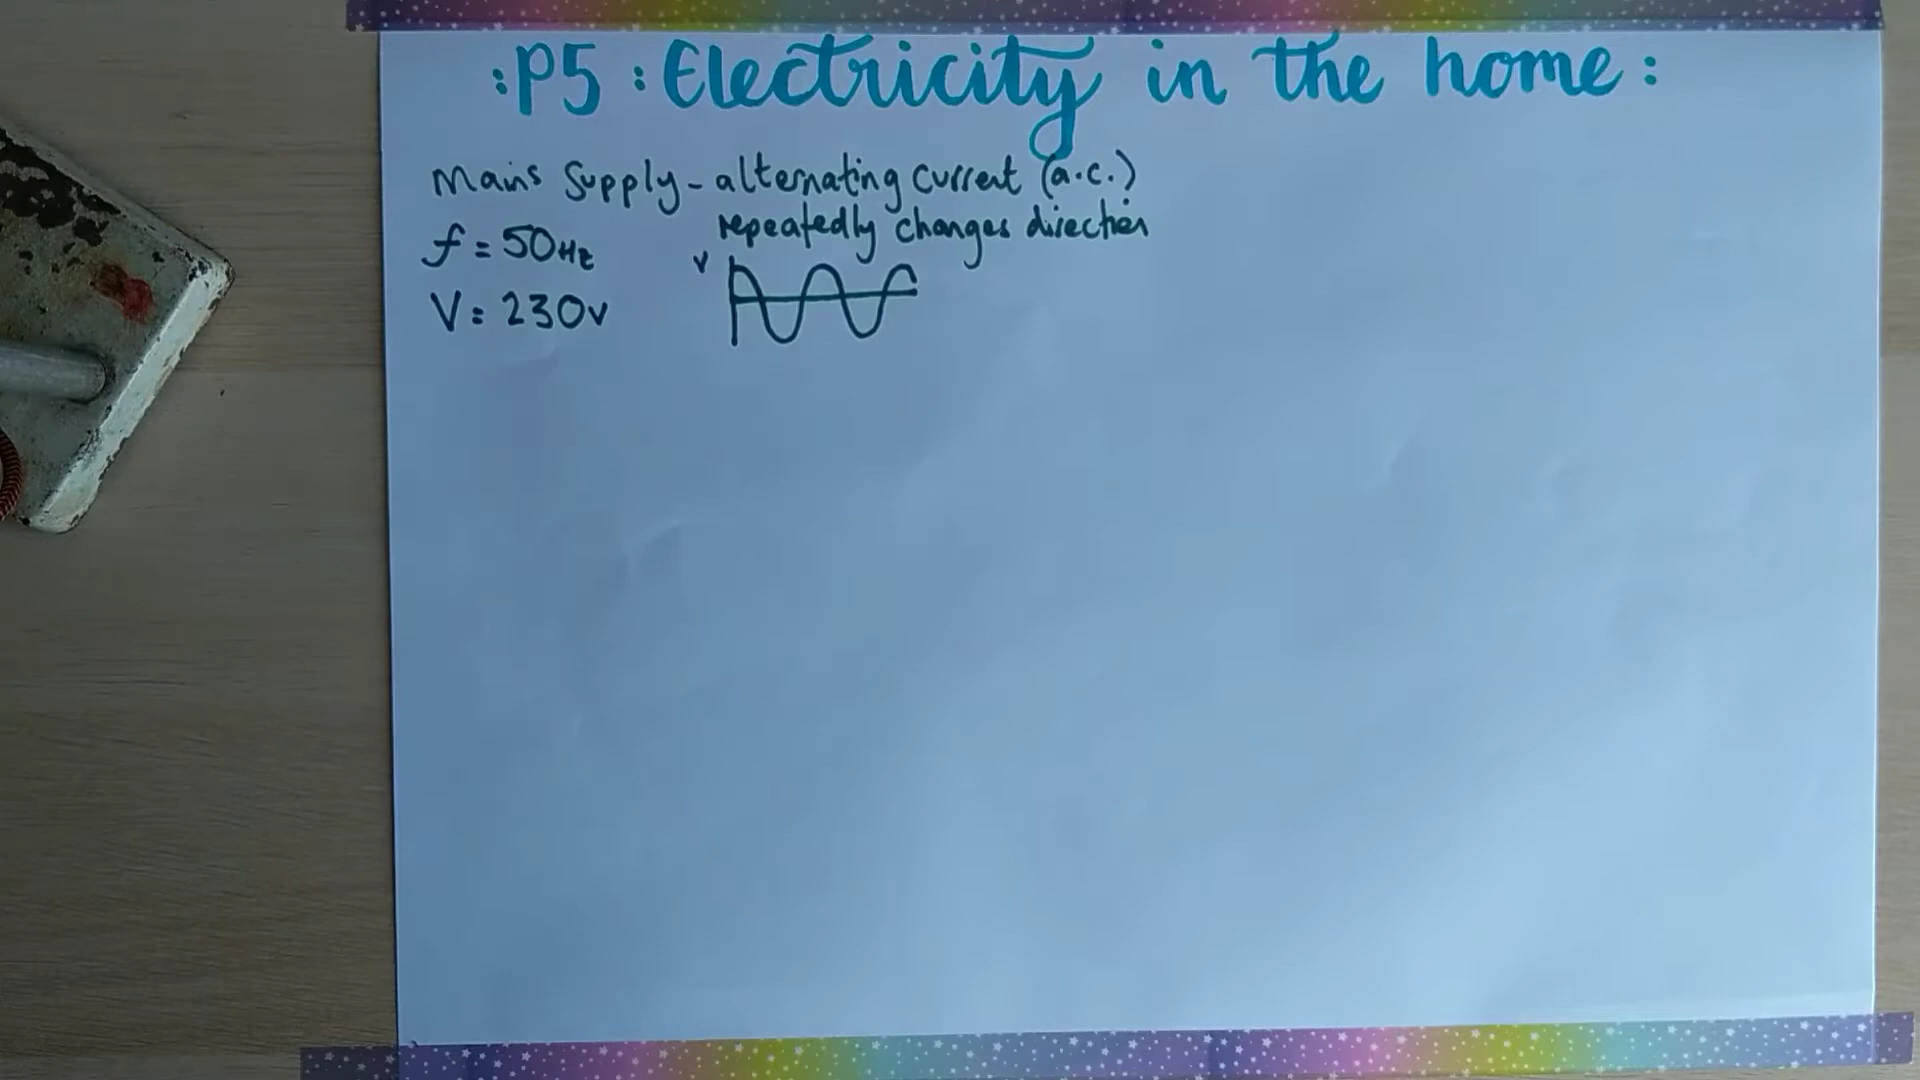 :P5: Electricity in the home:
Mains Supply - alternating current (a.c.)
repeatedly changes direction
f = 50Hz
V = 230v
V